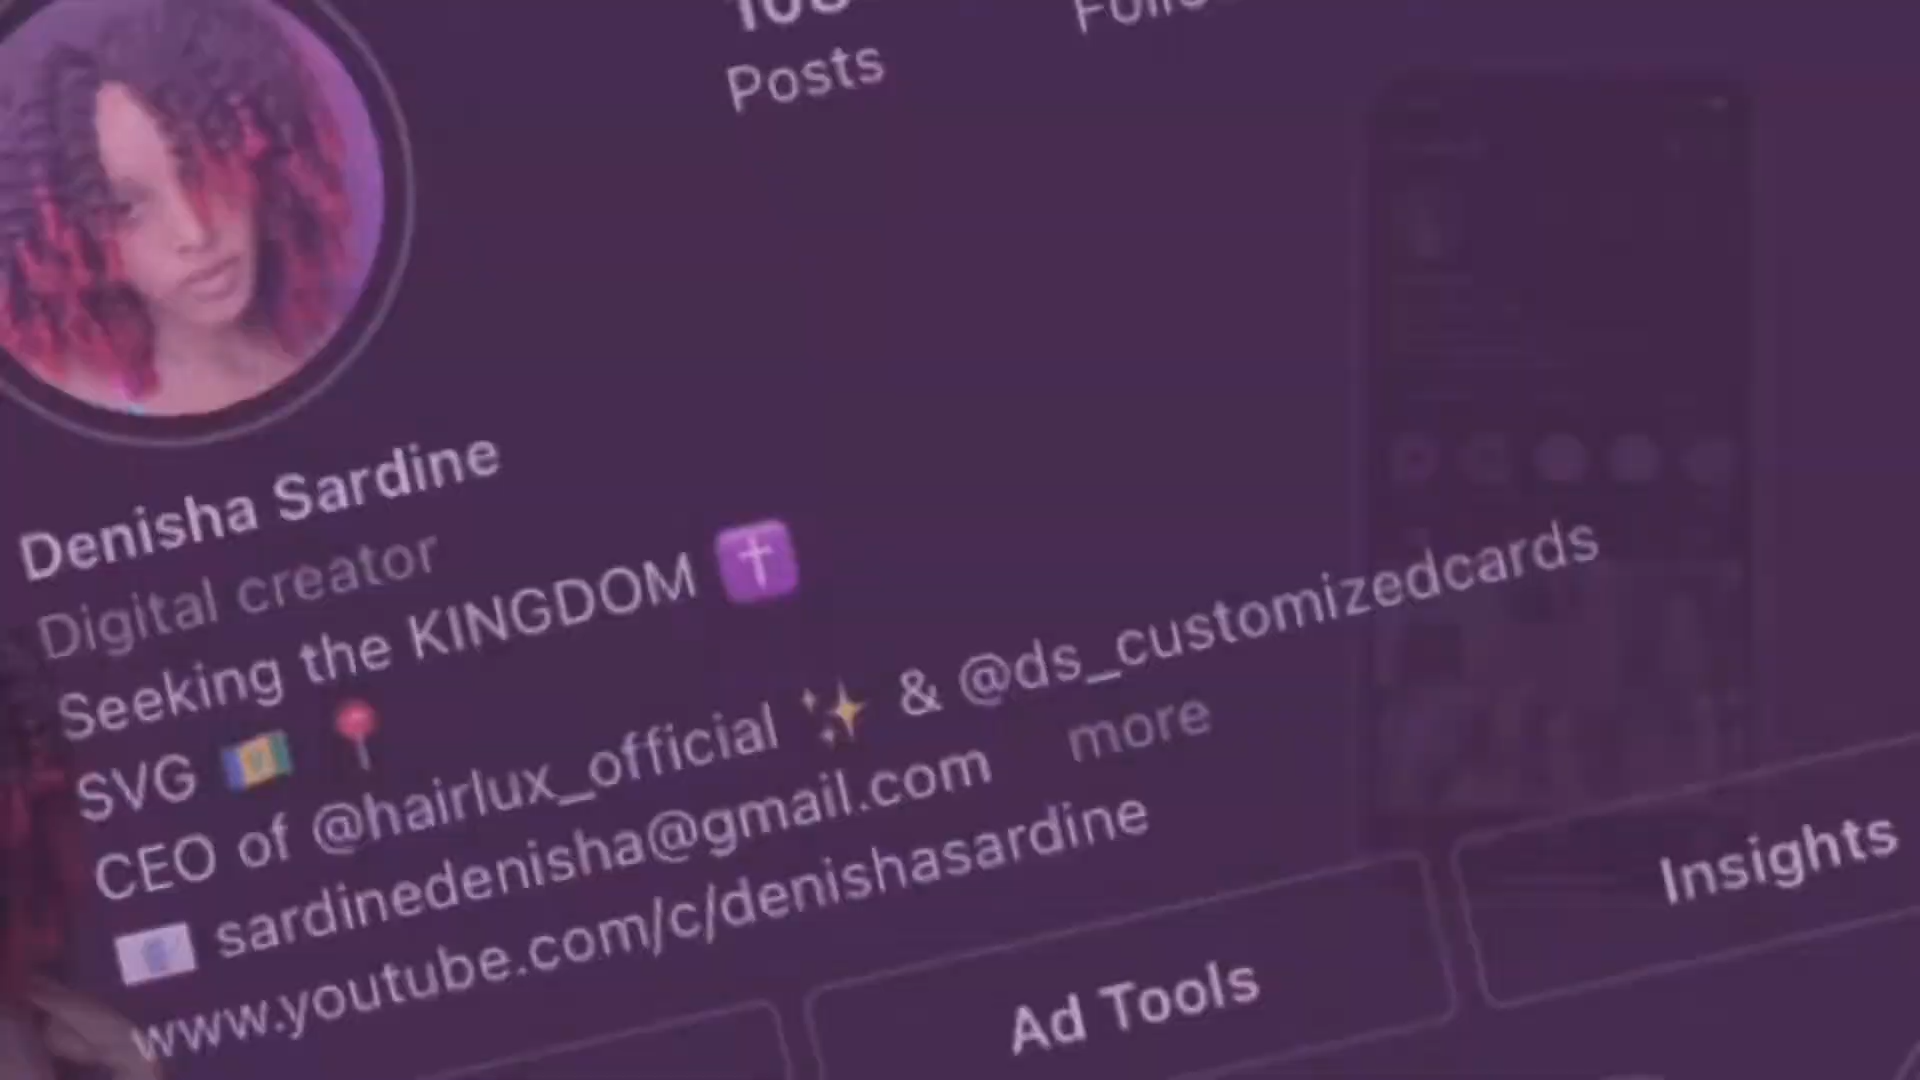 Posts
Denisha Sardine
Digital creator
Seeking the KINGDOM ✝️
SVG 🇻🇨 📍
CEO of @hairlux_official ✨ & @ds_customizedcards
📧 sardinedenisha@gmail.com more
www.youtube.com/c/denishasardine
Ad Tools
Insights